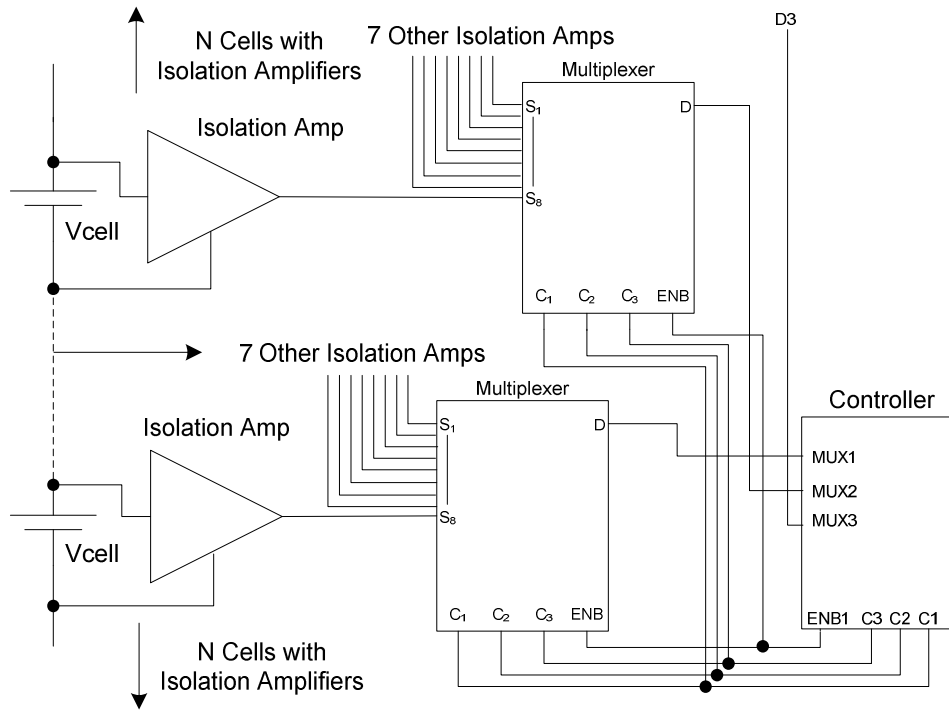 D3
N Cells with
Isolation Amplifiers
7 Other Isolation Amps
Multiplexer
Isolation Amp
S1
D
S8
Vcell
C1 C2 C3 ENB
7 Other Isolation Amps
Multiplexer
Controller
Isolation Amp
S1
D
MUX1
MUX2
S8
MUX3
Vcell
C1 C2 C3 ENB
ENB1 C3 C2 C1
N Cells with
Isolation Amplifiers